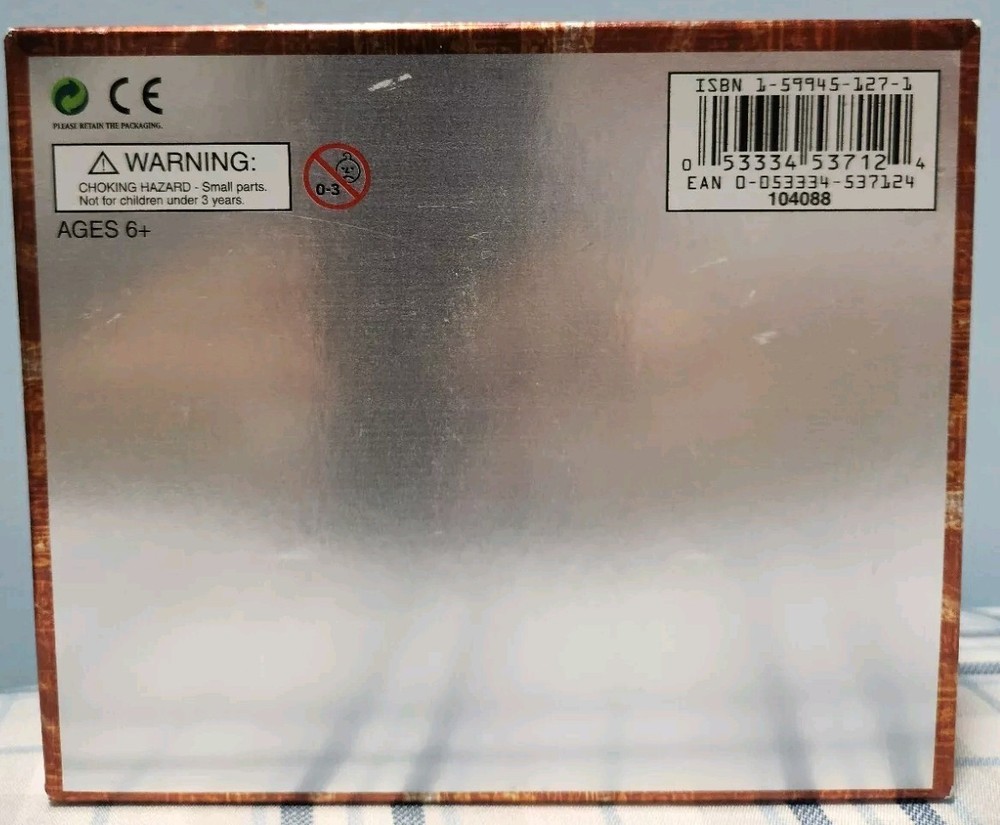 CE
PLEASE RETAIN THE PACKAGING.
WARNING:
CHOKING HAZARD - Small parts.
Not for children under 3 years.
0-3
AGES 6+
ISBN 1-59945-127-1
0 53334 53712 4
EAN 0-053334-537124
104088